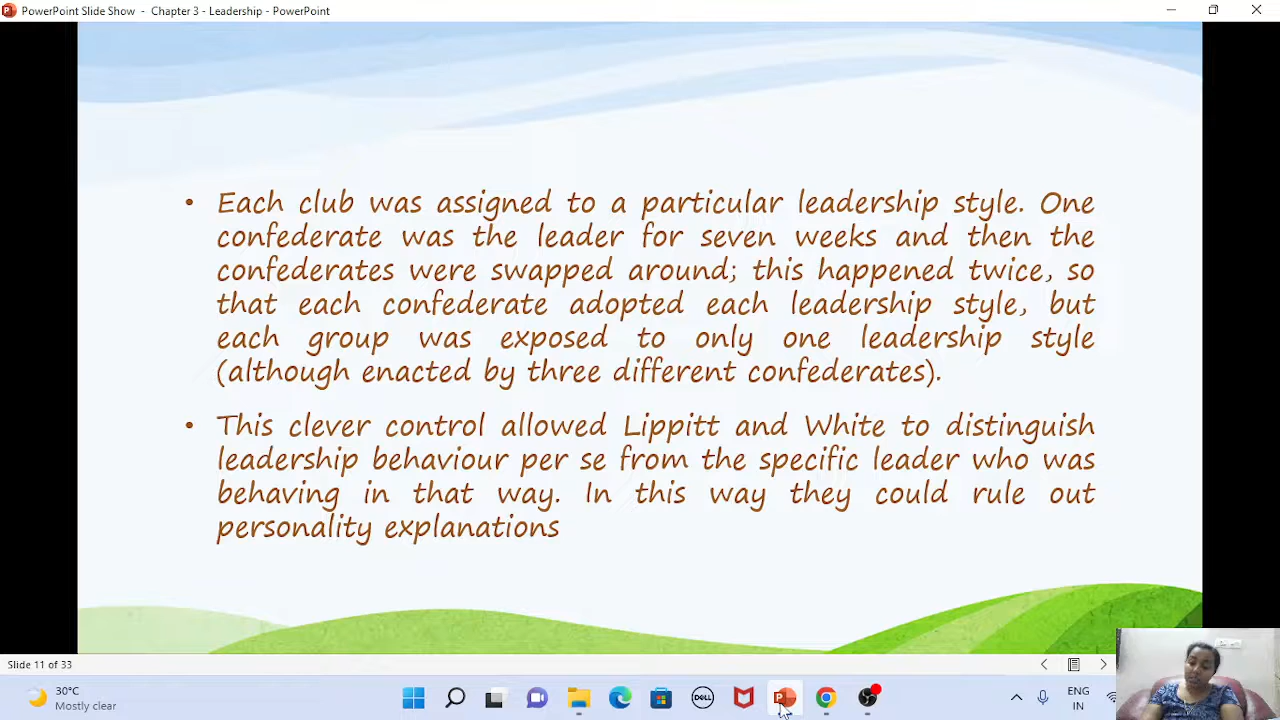 PowerPoint Slide Show - Chapter 3 - Leadership - PowerPoint
• Each club was assigned to a particular leadership style. One
confederate was the leader for seven weeks and then the
confederates were swapped around; this happened twice, so
that each confederate adopted each leadership style, but
each group was exposed to only one leadership style
(although enacted by three different confederates).
• This clever control allowed Lippitt and White to distinguish
leadership behaviour per se from the specific leader who was
behaving in that way. In this way they could rule out
personality explanations
Slide 11 of 33
30°C
Mostly clear
DELL
ENG
IN